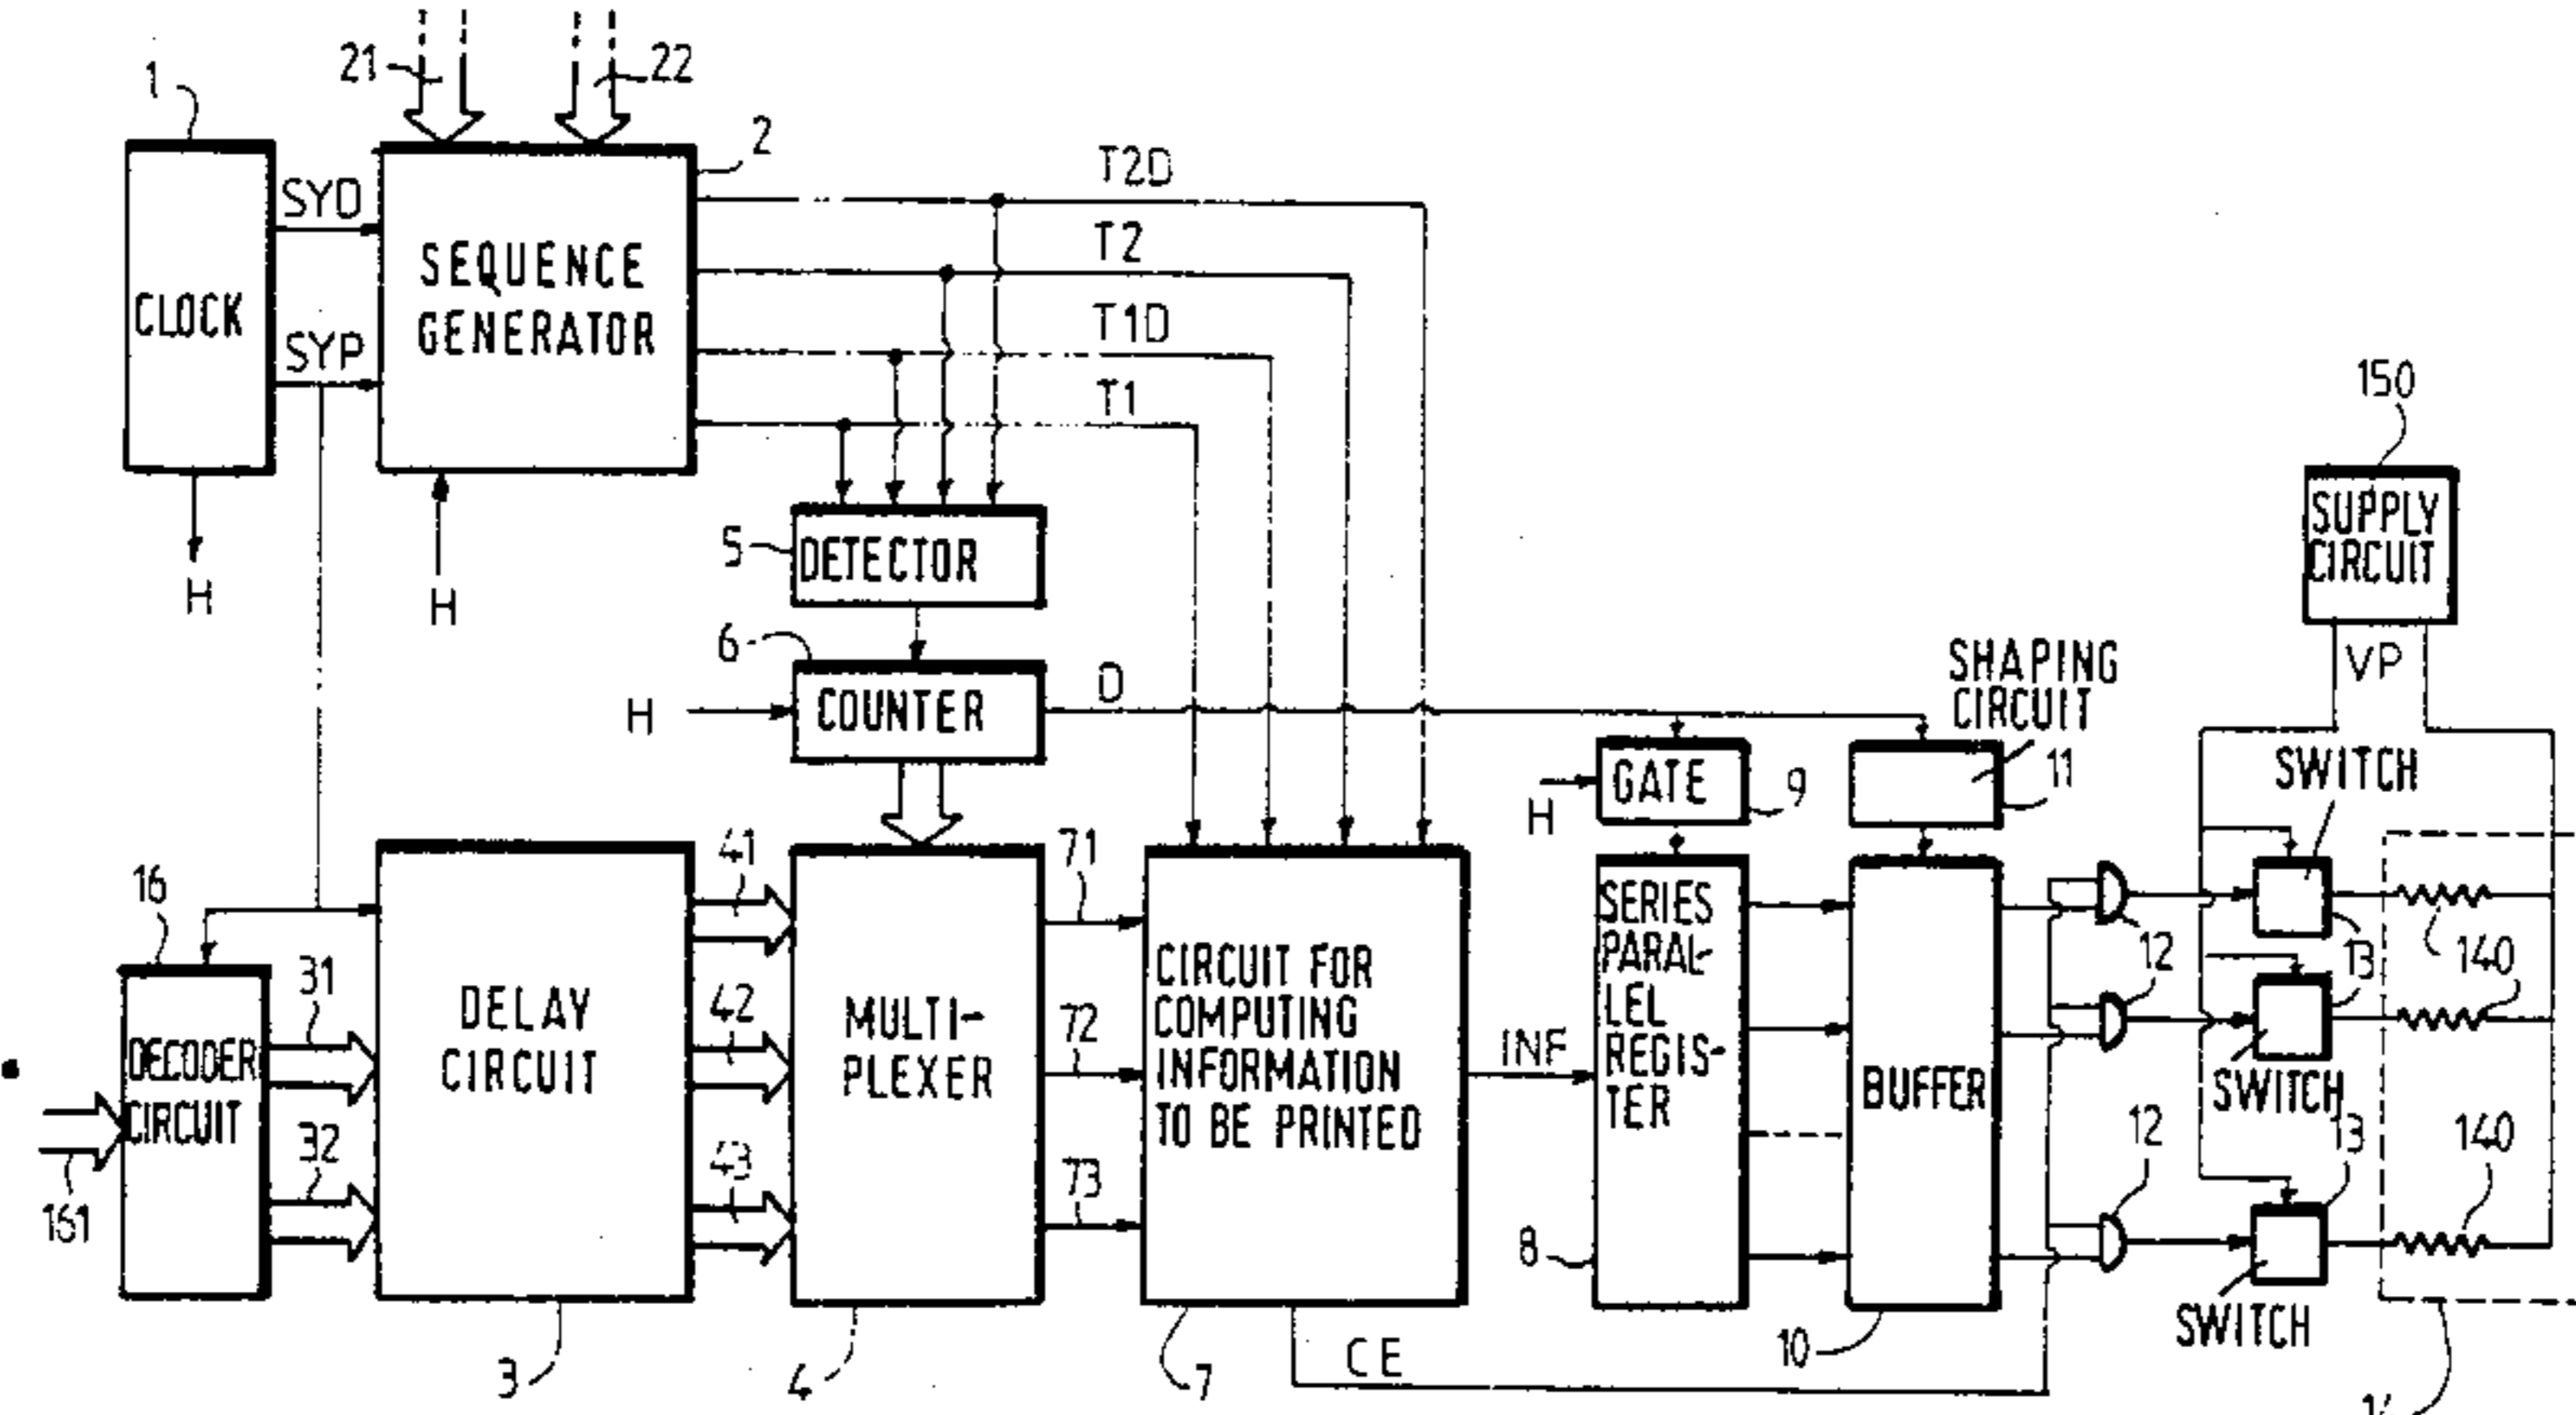 21
22
1
2
CLOCK
SYO
SYP
SEQUENCE
GENERATOR
T2D
T2
T1D
T1
H
H
5
DETECTOR
6
H
COUNTER
D
150
SUPPLY
CIRCUIT
VP
SHAPING
CIRCUIT
SWITCH
H
GATE
9
11
16
31
32
161
DECODER
CIRCUIT
DELAY
CIRCUIT
3
41
42
43
MULTI-
PLEXER
4
71
72
73
CIRCUIT FOR
COMPUTING
INFORMATION
TO BE PRINTED
7
CE
INF
SERIES
PARAL-
LEL
REGIS-
TER
8
BUFFER
10
12
12
13
13
SWITCH
SWITCH
140
140